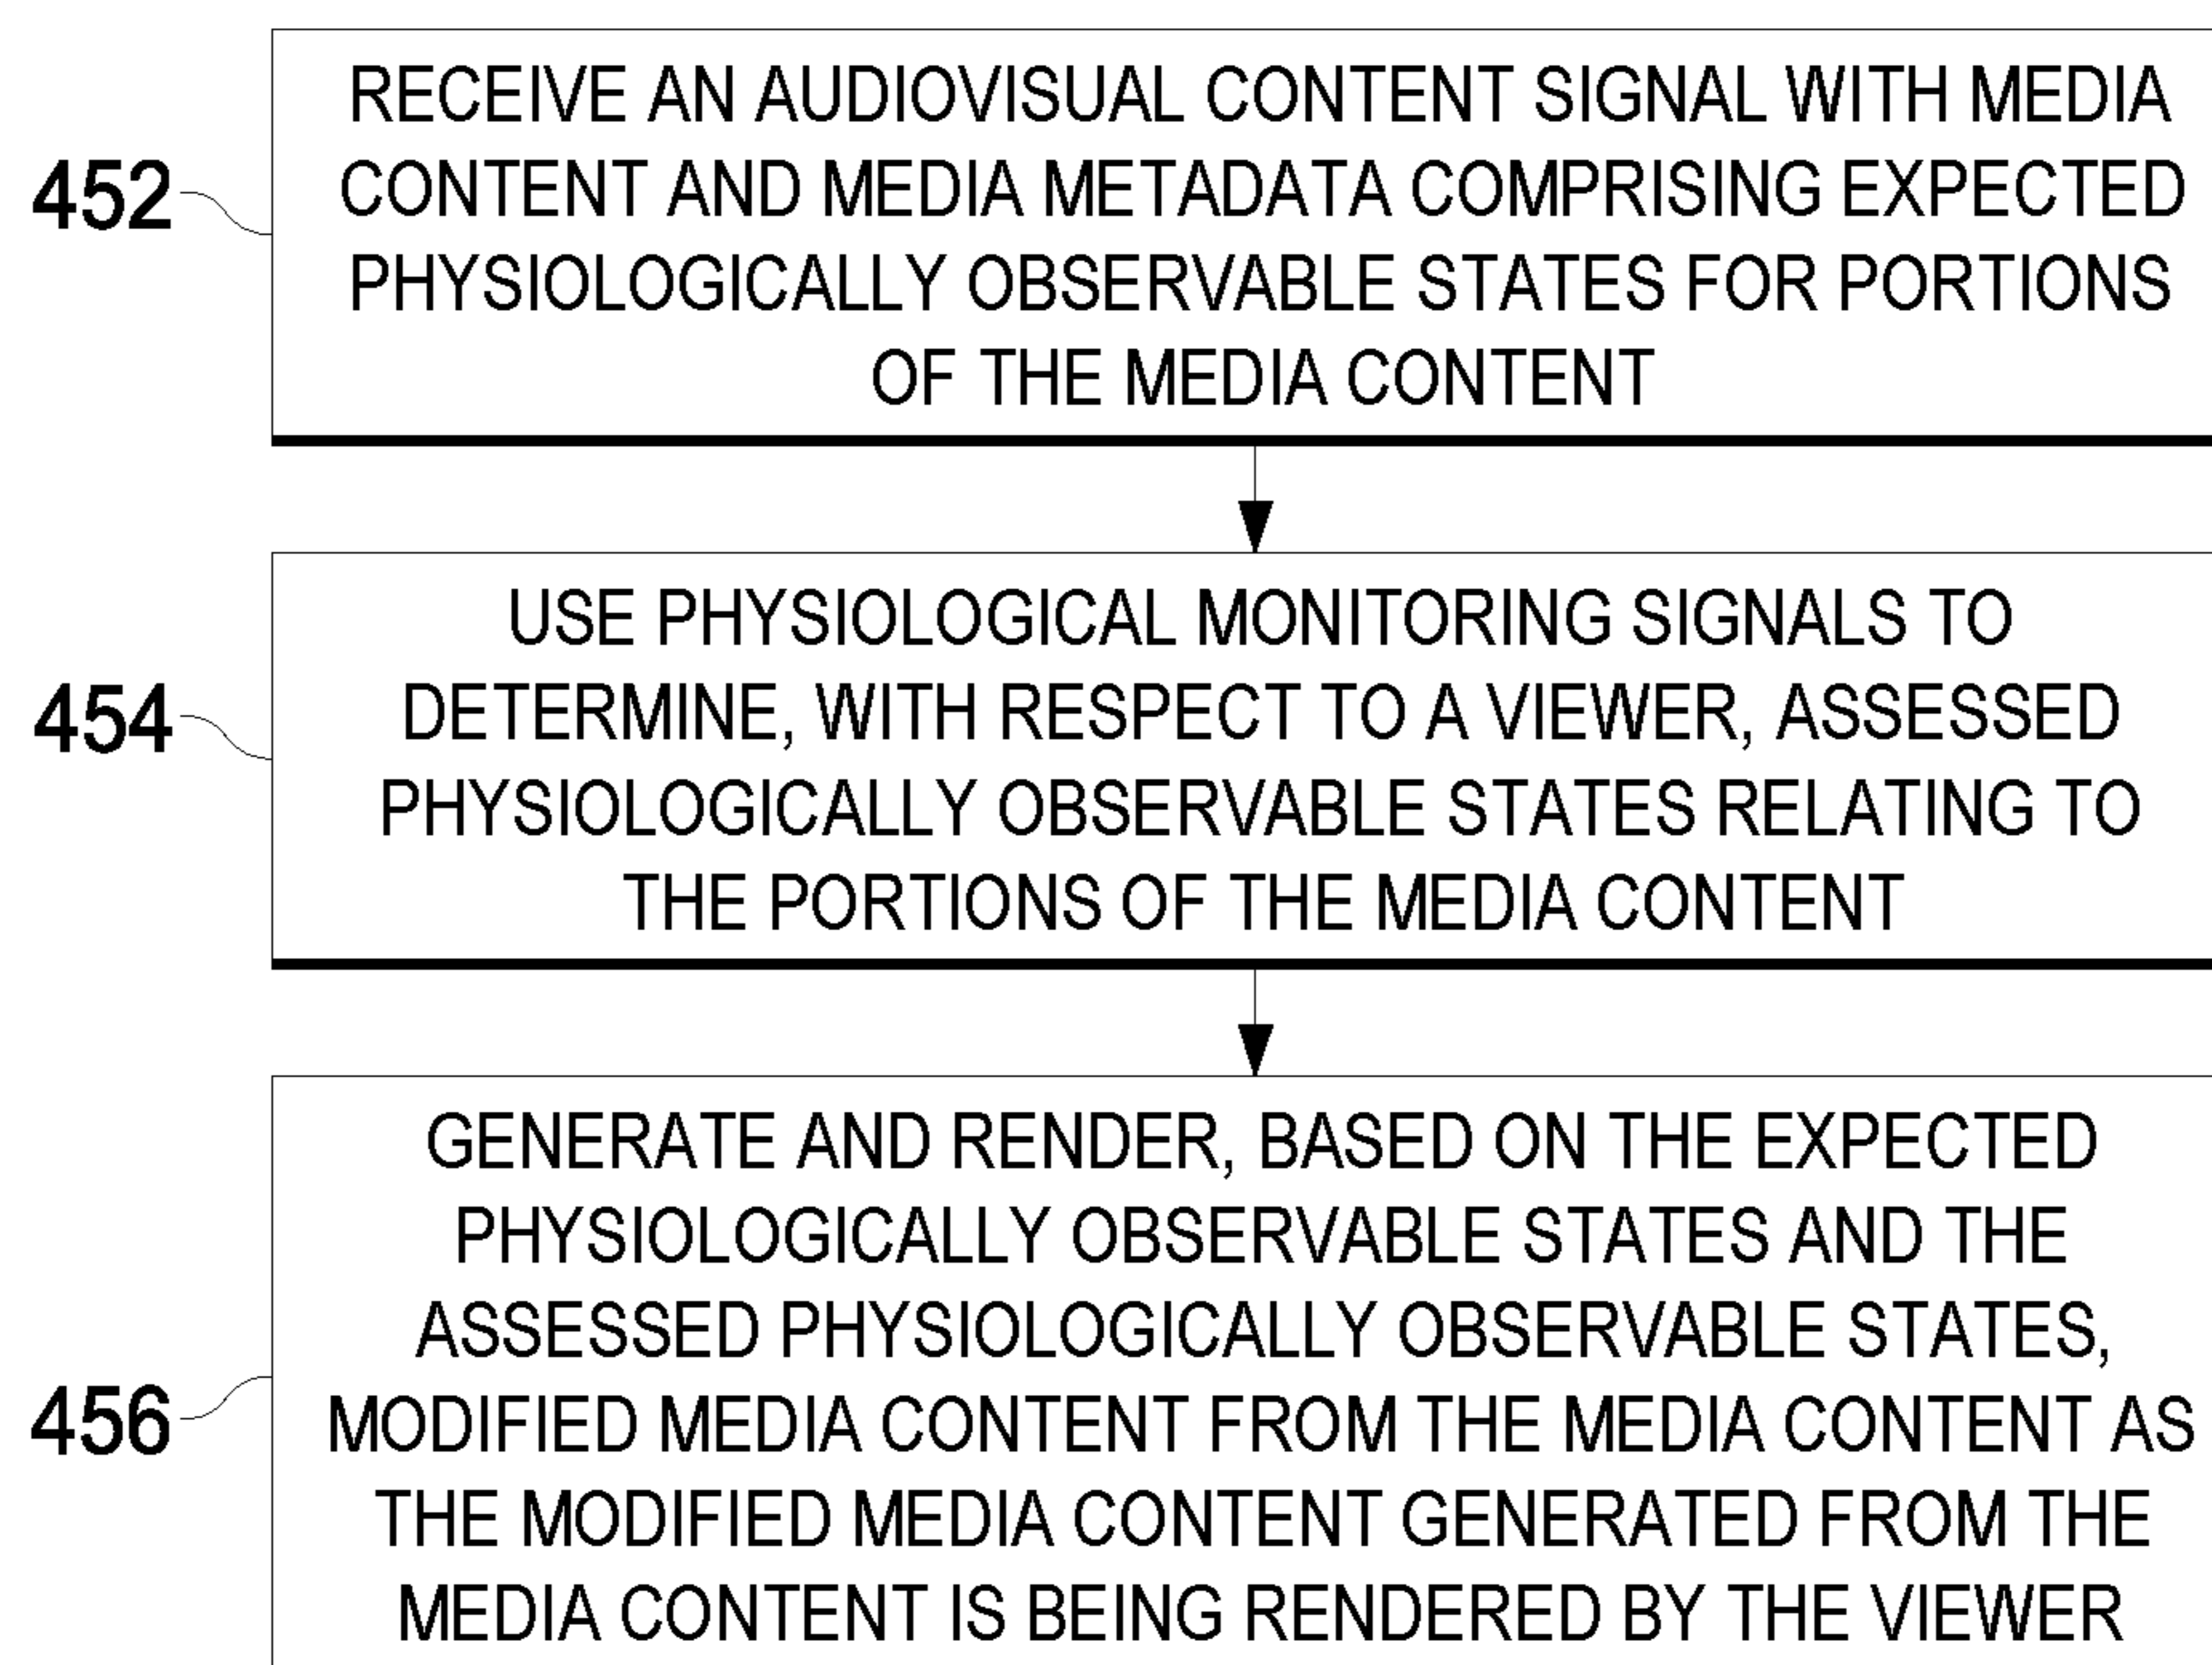 RECEIVE AN AUDIOVISUAL CONTENT SIGNAL WITH MEDIA
CONTENT AND MEDIA METADATA COMPRISING EXPECTED
PHYSIOLOGICALLY OBSERVABLE STATES FOR PORTIONS
OF THE MEDIA CONTENT
452
USE PHYSIOLOGICAL MONITORING SIGNALS TO
DETERMINE, WITH RESPECT TO A VIEWER, ASSESSED
PHYSIOLOGICALLY OBSERVABLE STATES RELATING TO
THE PORTIONS OF THE MEDIA CONTENT
454
GENERATE AND RENDER, BASED ON THE EXPECTED
PHYSIOLOGICALLY OBSERVABLE STATES AND THE
ASSESSED PHYSIOLOGICALLY OBSERVABLE STATES,
MODIFIED MEDIA CONTENT FROM THE MEDIA CONTENT AS
THE MODIFIED MEDIA CONTENT GENERATED FROM THE
MEDIA CONTENT IS BEING RENDERED BY THE VIEWER
456